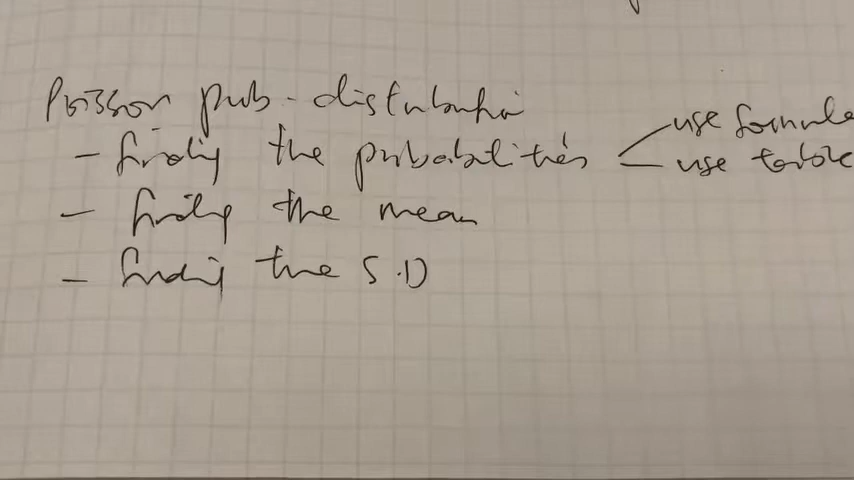 Poisson prob - distribution
- finding the probabilities < use formula
- use table
- finding the mean
- finding the S.D